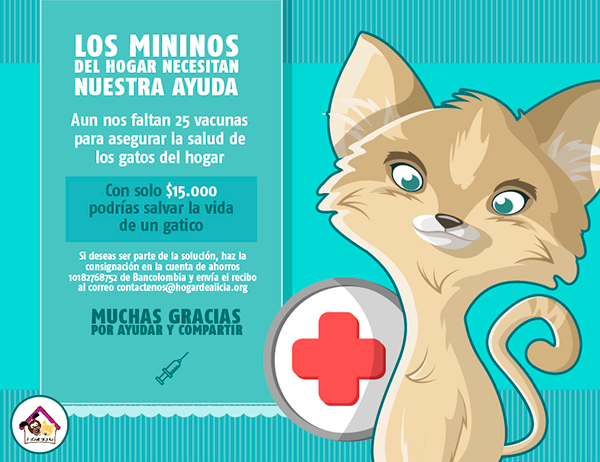 LOS MININOS
DEL HOGAR NECESITAN
NUESTRA AYUDA
Aun nos faltan 25 vacunas
para asegurar la salud de
los gatos del hogar
Con solo $15.000
podrías salvar la vida
de un gatico
Si deseas ser parte de la solución, haz la
consignación en la cuenta de ahorros
10182768752 de Bancolombia y envía el recibo
al correo contactenos@hogardealicia.org
MUCHAS GRACIAS
POR AYUDAR Y COMPARTIR